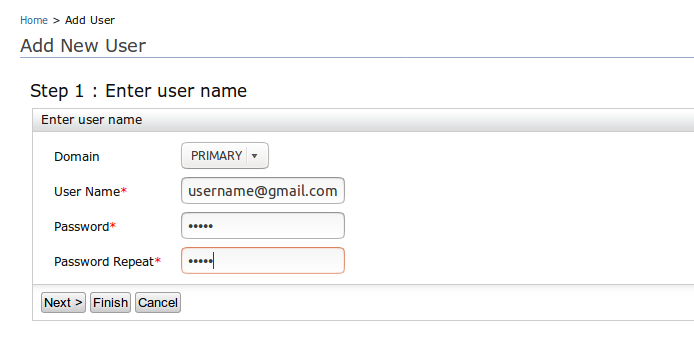 Home > Add User
Add New User
Step 1 : Enter user name
Enter user name
Domain PRIMARY
User Name* username@gmail.com
Password* •••••
Password Repeat* •••••
Next > Finish Cancel